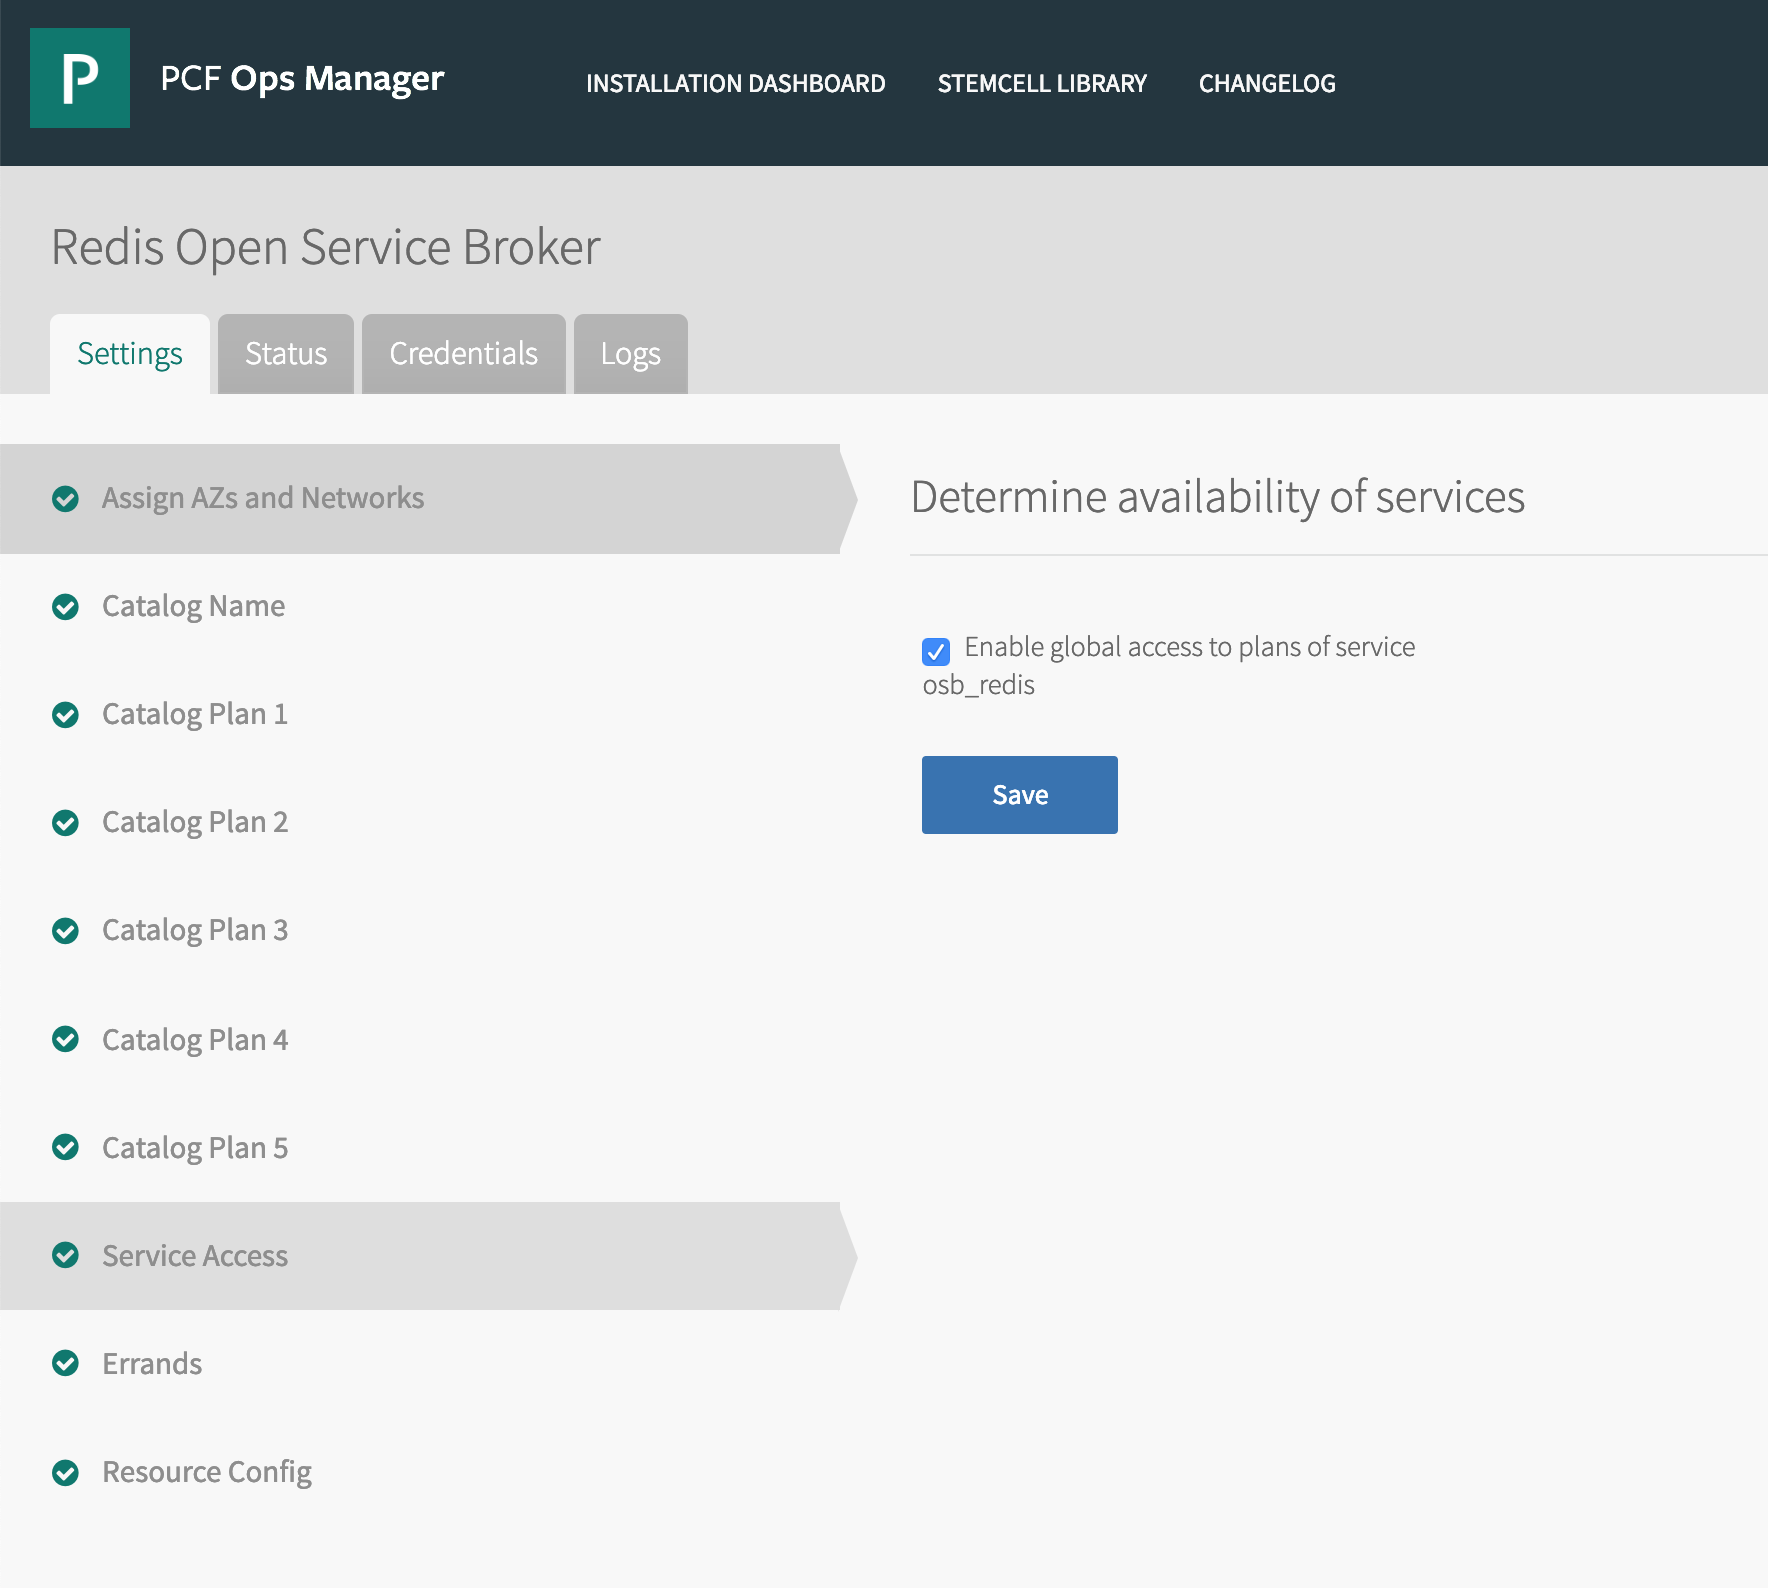 P
PCF Ops Manager
INSTALLATION DASHBOARD
STEMCELL LIBRARY
CHANGELOG
Redis Open Service Broker
Settings
Status
Credentials
Logs
Assign AZs and Networks
Catalog Name
Catalog Plan 1
Catalog Plan 2
Catalog Plan 3
Catalog Plan 4
Catalog Plan 5
Service Access
Errands
Resource Config
Determine availability of services
Enable global access to plans of service
osb_redis
Save